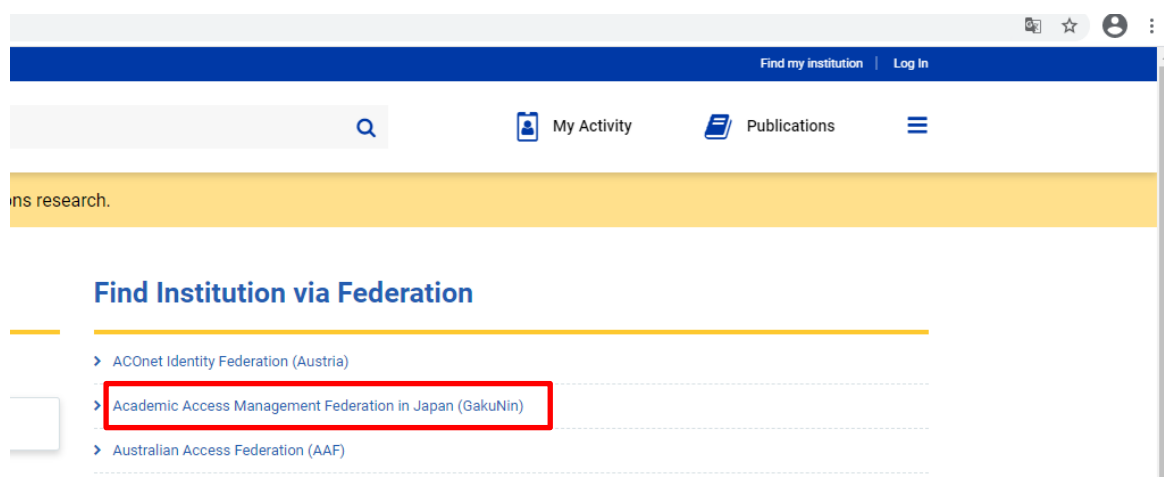 Find my institution | Log In
My Activity
Publications
ns research.
Find Institution via Federation
ACOnet Identity Federation (Austria)
Academic Access Management Federation in Japan (GakuNin)
Australian Access Federation (AAF)